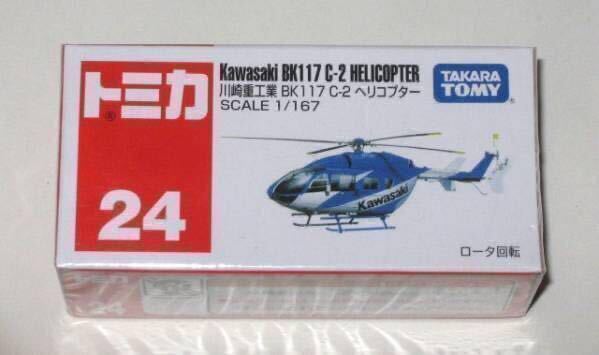 トミカ
®
24
Kawasaki BK117 C-2 HELICOPTER
川崎重工業 BK117 C-2 ヘリコプター
SCALE 1/167
TAKARA
TOMY
Kawasaki
ロータ回転
24